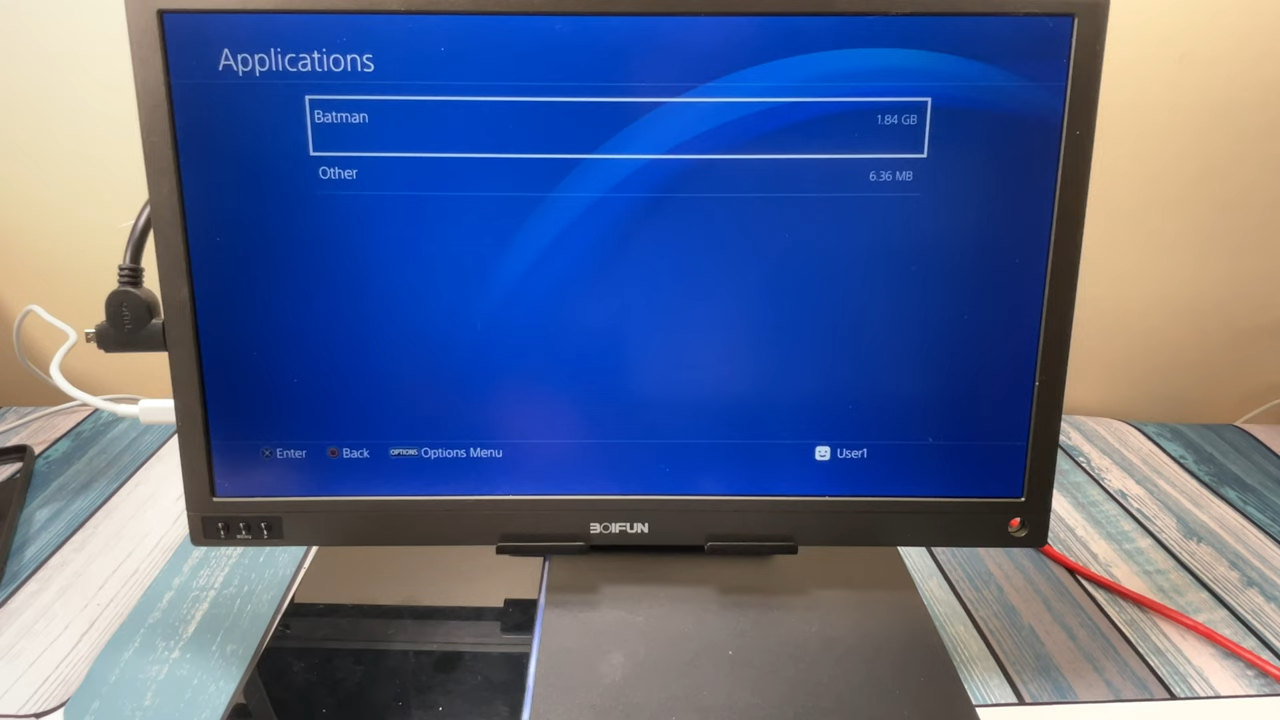 Applications
Batman 1.84 GB
Other 6.36 MB
Enter Back OPTIONS Options Menu User1
BOIFUN